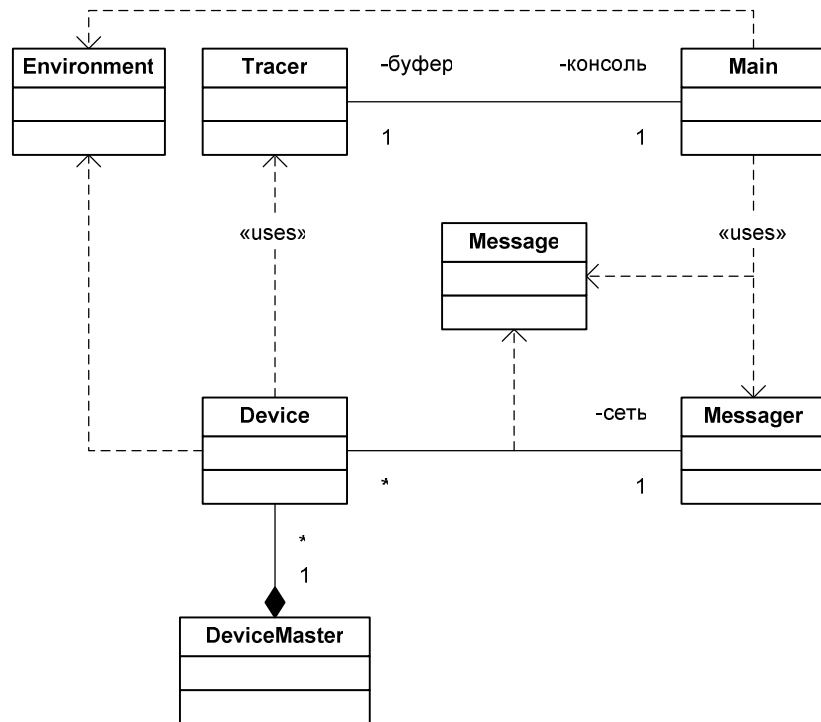 Environment
Tracer
-буфер
-консоль
Main
1
1
«uses»
Message
«uses»
Device
-сеть
Messager
*
1
*
1
DeviceMaster